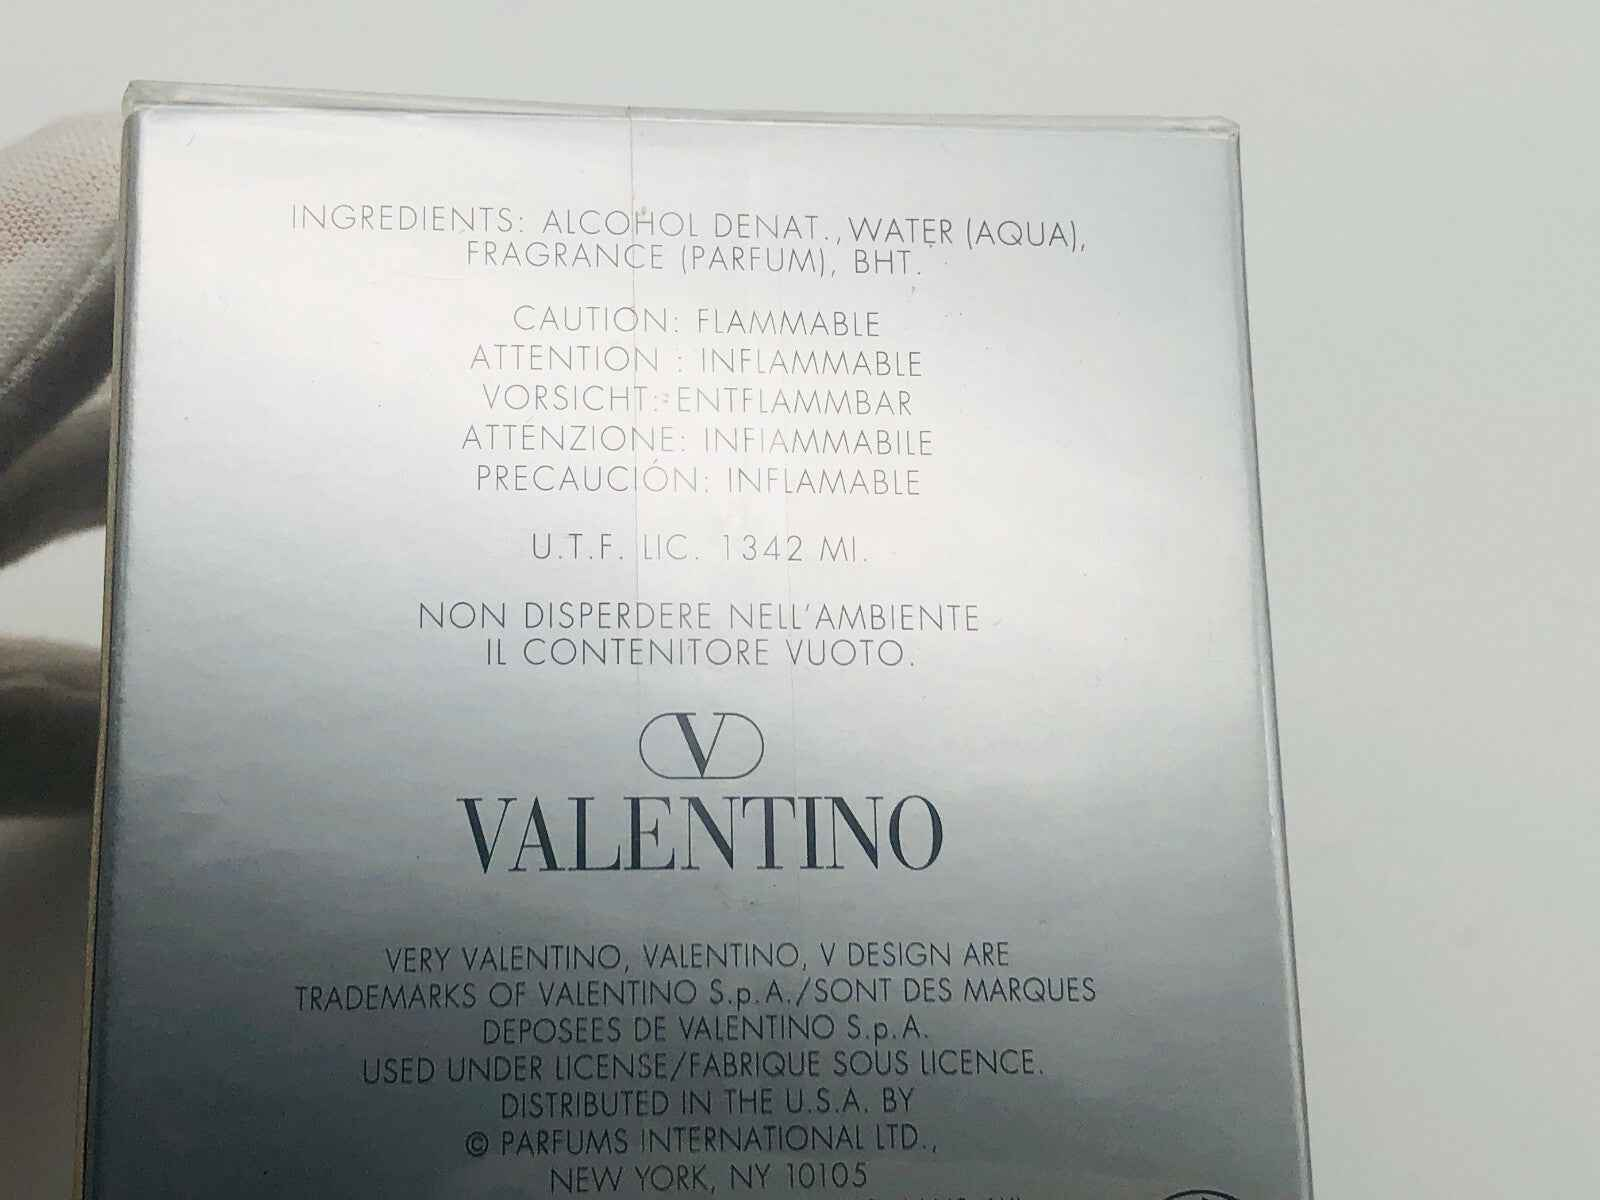 INGREDIENTS: ALCOHOL DENAT., WATER (AQUA),
FRAGRANCE (PARFUM), BHT.
CAUTION: FLAMMABLE
ATTENTION : INFLAMMABLE
VORSICHT: ENTFLAMMBAR
ATTENZIONE: INFIAMMABILE
PRECAUCIÓN: INFLAMABLE
U.T.F. LIC. 1342 MI.
NON DISPERDERE NELL'AMBIENTE
IL CONTENITORE VUOTO.
V
VALENTINO
VERY VALENTINO, VALENTINO, V DESIGN ARE
TRADEMARKS OF VALENTINO S.p.A./SONT DES MARQUES
DEPOSEES DE VALENTINO S.p.A.
USED UNDER LICENSE/FABRIQUE SOUS LICENCE.
DISTRIBUTED IN THE U.S.A. BY
© PARFUMS INTERNATIONAL LTD.,
NEW YORK, NY 10105